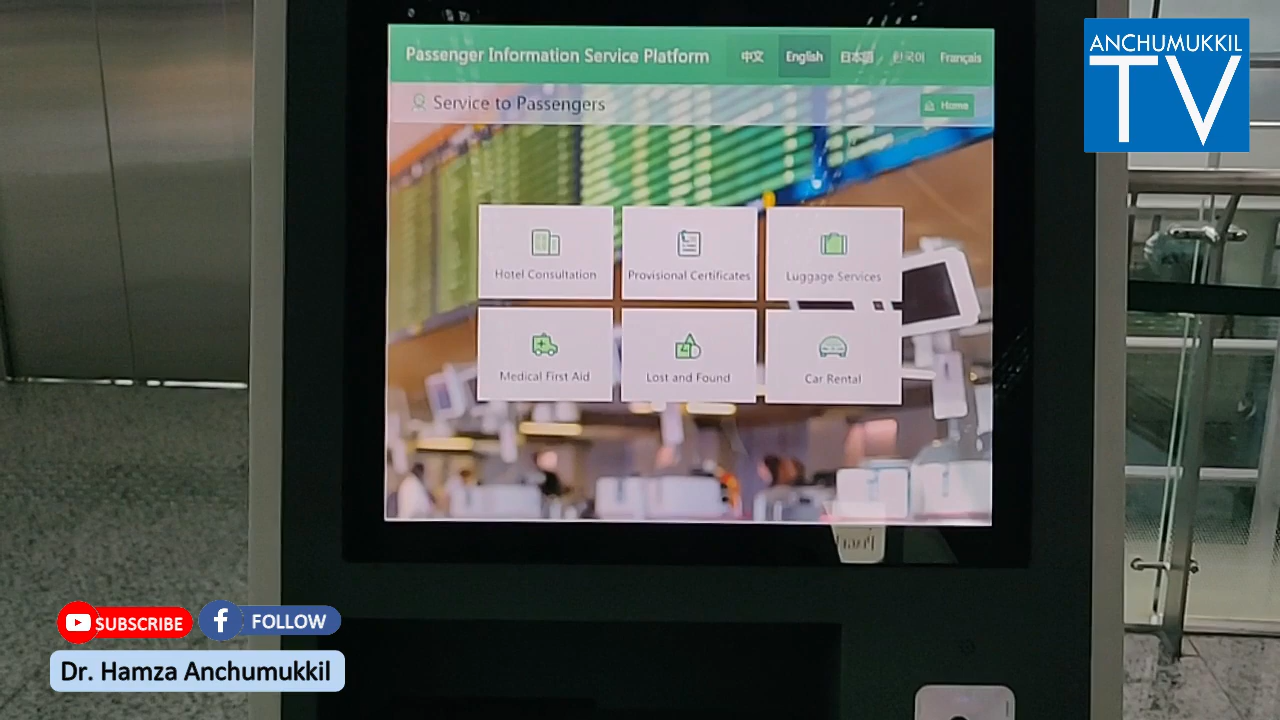 Passenger Information Service Platform 中文 English 日本語 한국어 Français
Service to Passengers Home
Hotel Consultation Provisional Certificates Luggage Services
Medical First Aid Lost and Found Car Rental
ANCHUMUKKIL
TV
SUBSCRIBE FOLLOW
Dr. Hamza Anchumukkil